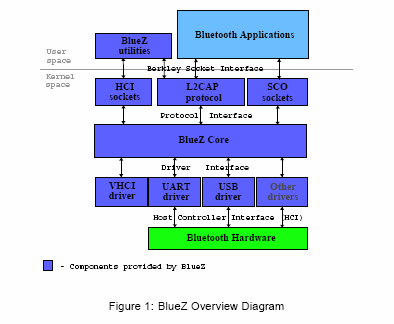 BlueZ
utilities
Bluetooth Applications
User
space
Berkley Socket Interface
Kernel
space
HCI
sockets
L2CAP
protocol
SCO
sockets
Protocol Interface
BlueZ Core
Driver Interface
VHCI
driver
UART
driver
USB
driver
Other
drivers
Host Controller Interface HCI)
Bluetooth Hardware
- Components provided by BlueZ
Figure 1: BlueZ Overview Diagram